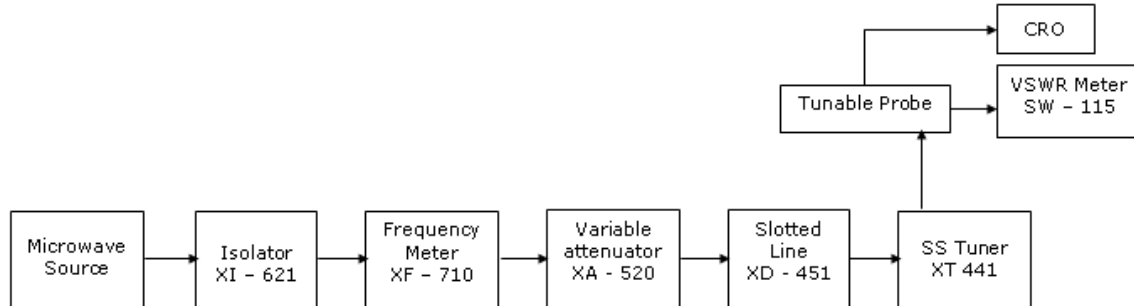 CRO
VSWR Meter
SW – 115
Tunable Probe
Microwave
Source
Isolator
XI – 621
Frequency
Meter
XF – 710
Variable
attenuator
XA - 520
Slotted
Line
XD - 451
SS Tuner
XT 441